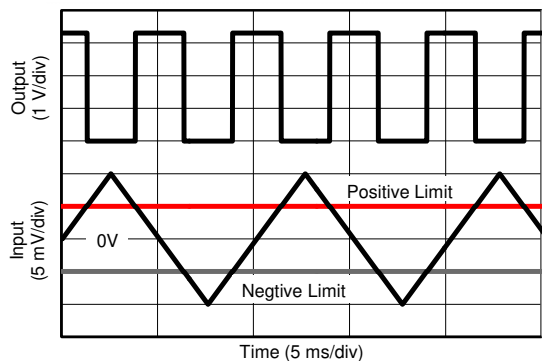 Output
(1 V/div)
Positive Limit
Input
(5 mV/div)
0V
Negtive Limit
Time (5 ms/div)